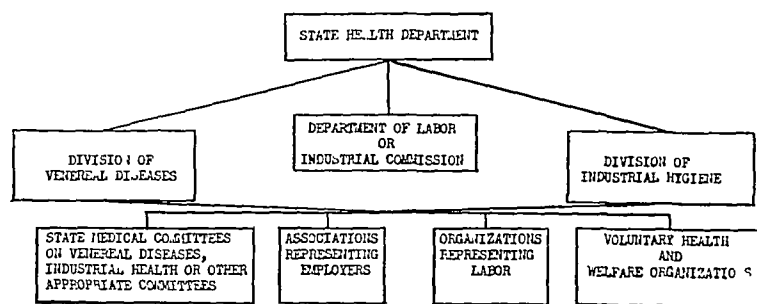 STATE HEALTH DEPARTMENT
DEPARTMENT OF LABOR
OR
INDUSTRIAL COMMISSION
DIVISION OF
VENEREAL DISEASES
DIVISION OF
INDUSTRIAL HYGIENE
STATE MEDICAL COMMITTEES
ON VENEREAL DISEASES,
INDUSTRIAL HEALTH OR OTHER
APPROPRIATE COMMITTEES
ASSOCIATIONS
REPRESENTING
EMPLOYERS
ORGANIZATIONS
REPRESENTING
LABOR
VOLUNTARY HEALTH
AND
WELFARE ORGANIZATIO S